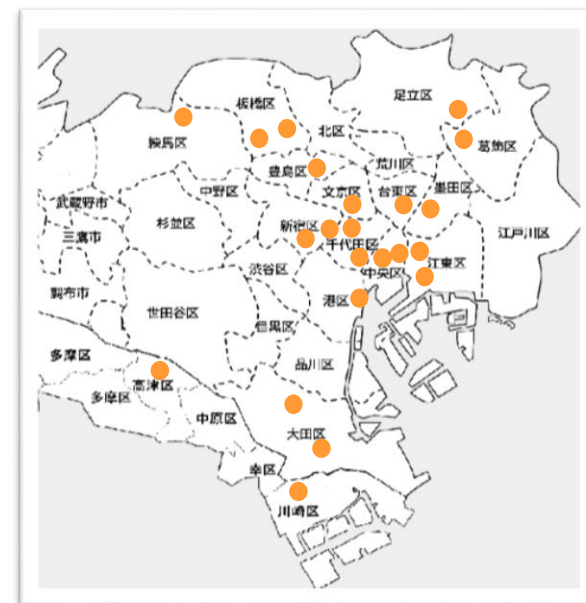 足立区
板橋区
北区
葛飾区
練馬区
荒川区
豊島区
中野区
文京区
台東区
墨田区
武蔵野市
杉並区
新宿区
江戸川区
三鷹市
千代田区
江東区
渋谷区
中央区
調布市
世田谷区
港区
目黒区
多摩区
品川区
高津区
多摩区
中原区
大田区
幸区
川崎区